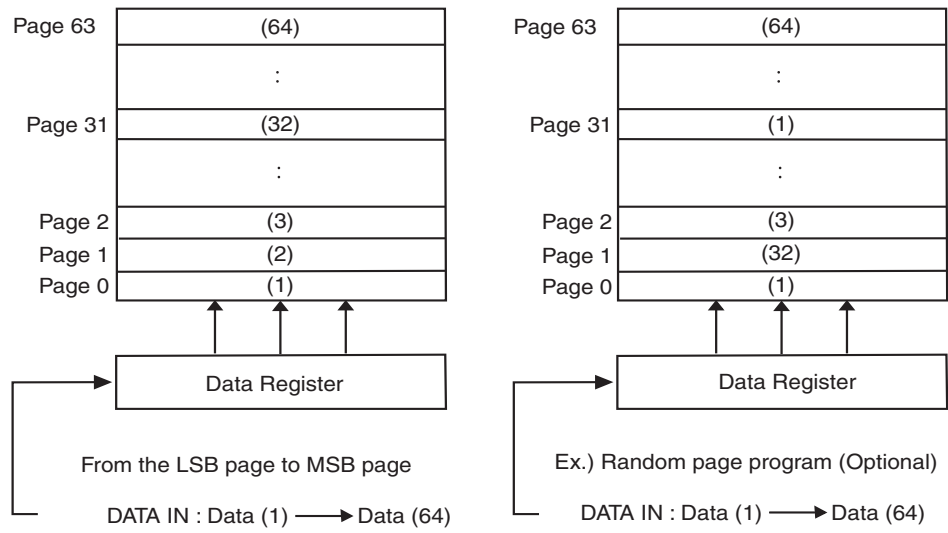 Page 63 (64)
:
Page 31 (32)
:
Page 2 (3)
Page 1 (2)
Page 0 (1)
Data Register
From the LSB page to MSB page
DATA IN : Data (1) Data (64)
Page 63 (64)
:
Page 31 (1)
:
Page 2 (3)
Page 1 (32)
Page 0 (1)
Data Register
Ex.) Random page program (Optional)
DATA IN : Data (1) Data (64)